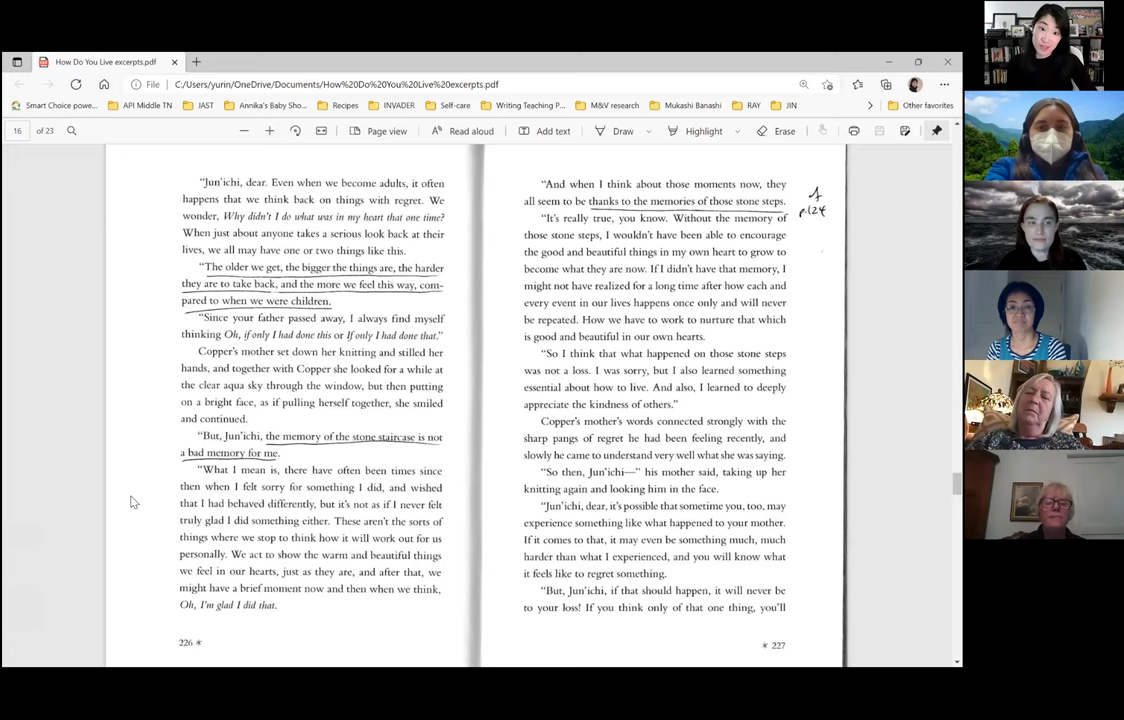 How Do You Live excerpts.pdf
File
C:/Users/yurin/OneDrive/Documents/How%20Do%20You%20Live%20excerpts.pdf
Smart Choice powe...
API Middle TN
JAST
Annika's Baby Sho...
Recipes
INVADER
Self-care
Writing Teaching P...
M&V research
Mukashi Banashi
RAY
JIN
Other favorites
16 of 23
Page view
Read aloud
Add text
Draw
Highlight
Erase
“Jun’ichi, dear. Even when we become adults, it often
happens that we think back on things with regret. We
wonder, Why didn’t I do what was in my heart that one time?
When just about anyone takes a serious look back at their
lives, we all may have one or two things like this.
“The older we get, the bigger the things are, the harder
they are to take back, and the more we feel this way, com-
pared to when we were children.
“Since your father passed away, I always find myself
thinking Oh, if only I had done this or If only I had done that.”
Copper’s mother set down her knitting and stilled her
hands, and together with Copper she looked for a while at
the clear aqua sky through the window, but then putting
on a bright face, as if pulling herself together, she smiled
and continued.
“But, Jun’ichi, the memory of the stone staircase is not
a bad memory for me.
“What I mean is, there have often been times since
then when I felt sorry for something I did, and wished
that I had behaved differently, but it’s not as if I never felt
truly glad I did something either. These aren’t the sorts of
things where we stop to think how it will work out for us
personally. We act to show the warm and beautiful things
we feel in our hearts, just as they are, and after that, we
might have a brief moment now and then when we think,
Oh, I’m glad I did that.
226 *
“And when I think about those moments now, they
all seem to be thanks to the memories of those stone steps.
“It’s really true, you know. Without the memory of
those stone steps, I wouldn’t have been able to encourage
the good and beautiful things in my own heart to grow to
become what they are now. If I didn’t have that memory, I
might not have realized for a long time after how each and
every event in our lives happens once only and will never
be repeated. How we have to work to nurture that which
is good and beautiful in our own hearts.
“So I think that what happened on those stone steps
was not a loss. I was sorry, but I also learned something
essential about how to live. And also, I learned to deeply
appreciate the kindness of others.”
Copper’s mother’s words connected strongly with the
sharp pangs of regret he had been feeling recently, and
slowly he came to understand very well what she was saying.
“So then, Jun’ichi—” his mother said, taking up her
knitting again and looking him in the face.
“Jun’ichi, dear, it’s possible that sometime you, too, may
experience something like what happened to your mother.
If it comes to that, it may even be something much, much
harder than what I experienced, and you will know what
it feels like to regret something.
“But, Jun’ichi, if that should happen, it will never be
to your loss! If you think only of that one thing, you’ll
* 227
p.124